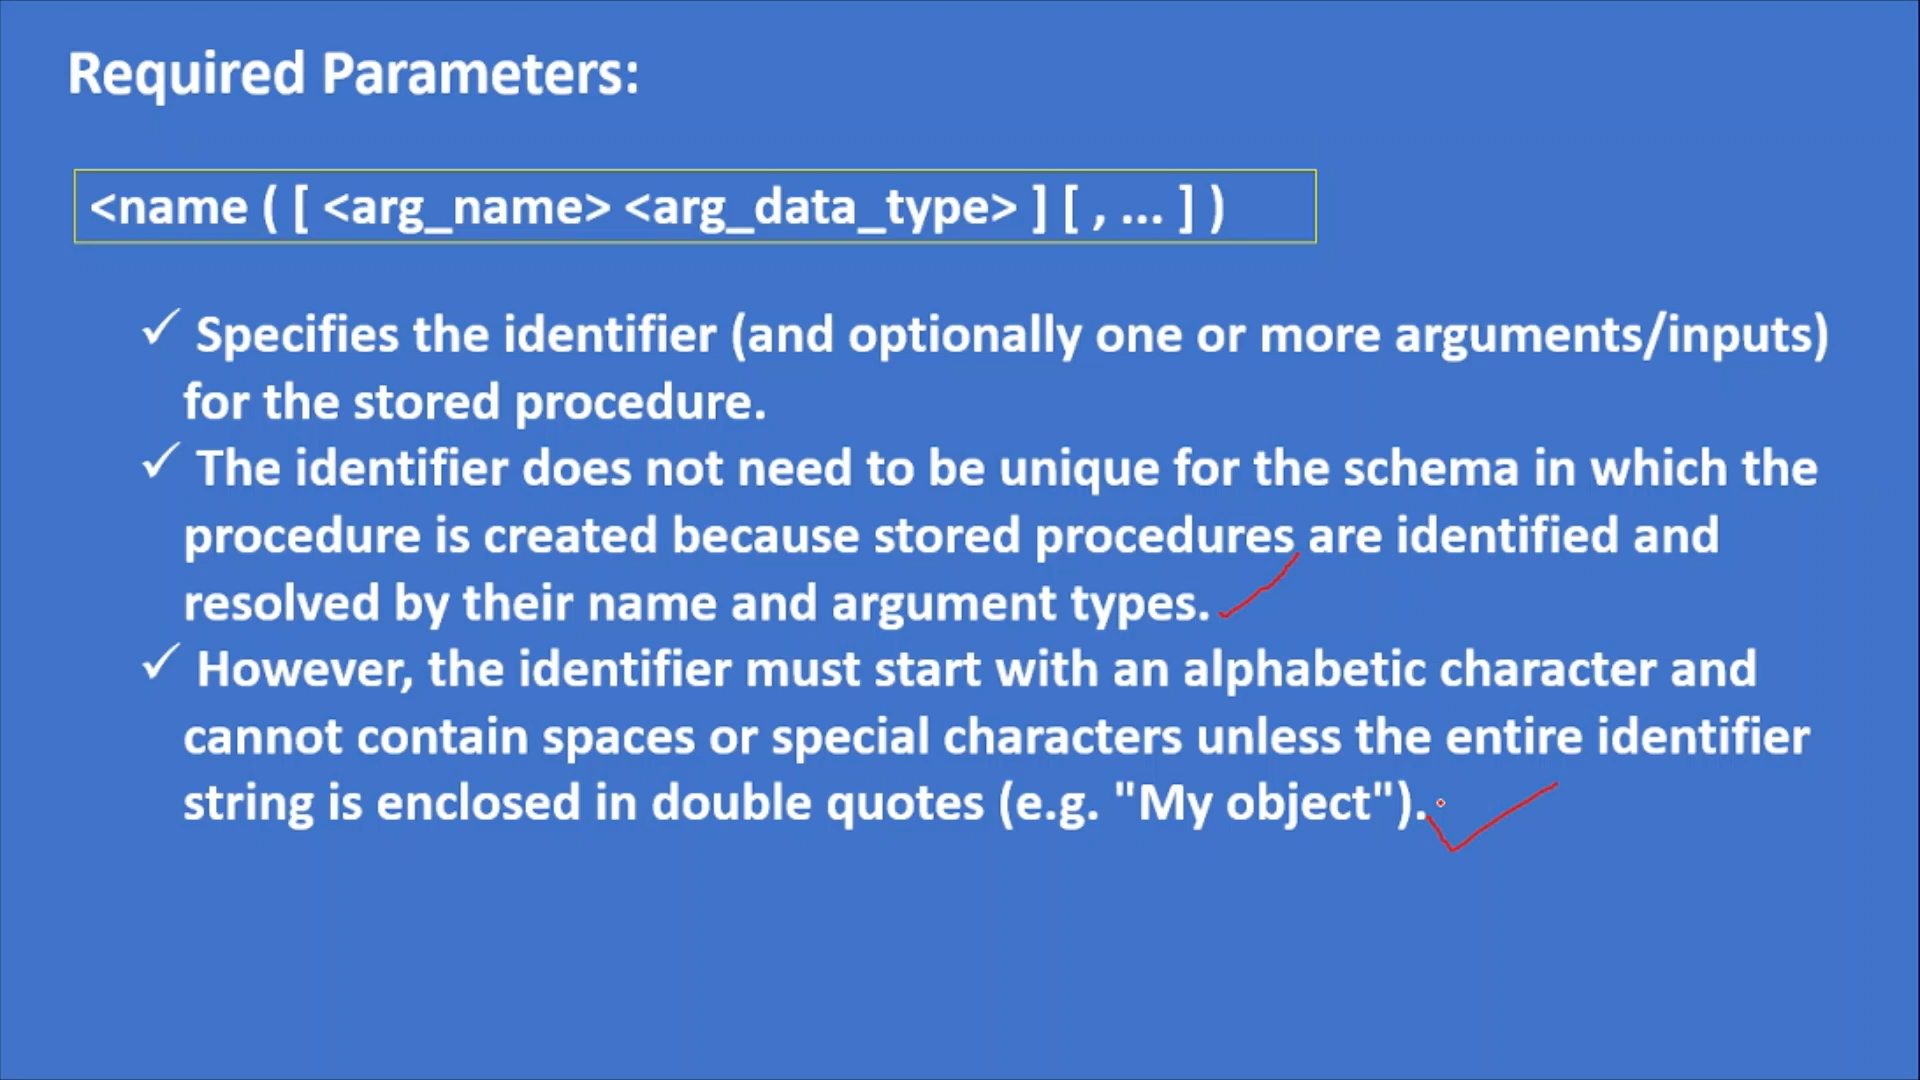 Required Parameters:
<name ( [ <arg_name> <arg_data_type> ] [ , ... ] )
✓ Specifies the identifier (and optionally one or more arguments/inputs)
for the stored procedure.
✓ The identifier does not need to be unique for the schema in which the
procedure is created because stored procedures are identified and
resolved by their name and argument types.
✓ However, the identifier must start with an alphabetic character and
cannot contain spaces or special characters unless the entire identifier
string is enclosed in double quotes (e.g. "My object").